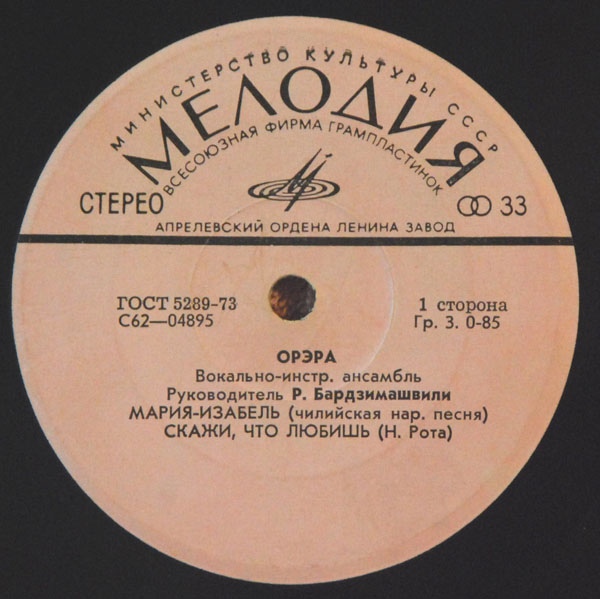 МИНИСТЕРСТВО КУЛЬТУРЫ СССР
МЕЛОДИЯ
ВСЕСОЮЗНАЯ ФИРМА ГРАМПЛАСТИНОК
СТЕРЕО
33
АПРЕЛЕВСКИЙ ОРДЕНА ЛЕНИНА ЗАВОД
ГОСТ 5289-73
С62—04895
1 сторона
Гр. 3. 0-85
ОРЭРА
Вокально-инстр. ансамбль
Руководитель Р. Бардзимашвили
МАРИЯ-ИЗАБЕЛЬ (чилийская нар. песня)
СКАЖИ, ЧТО ЛЮБИШЬ (Н. Рота)